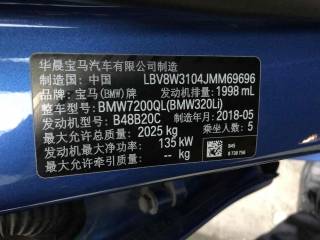 华晨宝马汽车有限公司制造
制造国：中国 LBV8W3104JMM69696
品牌：宝马(BMW)牌 发动机排量：1998 mL
整车型号：BMW7200QL(BMW320Li)
发动机型号：B48B20C 制造年月：2018-05
最大允许总质量：2025 kg 乘坐人数：5
发动机最大净功率：135 kW
最大允许牵引质量：—— kg